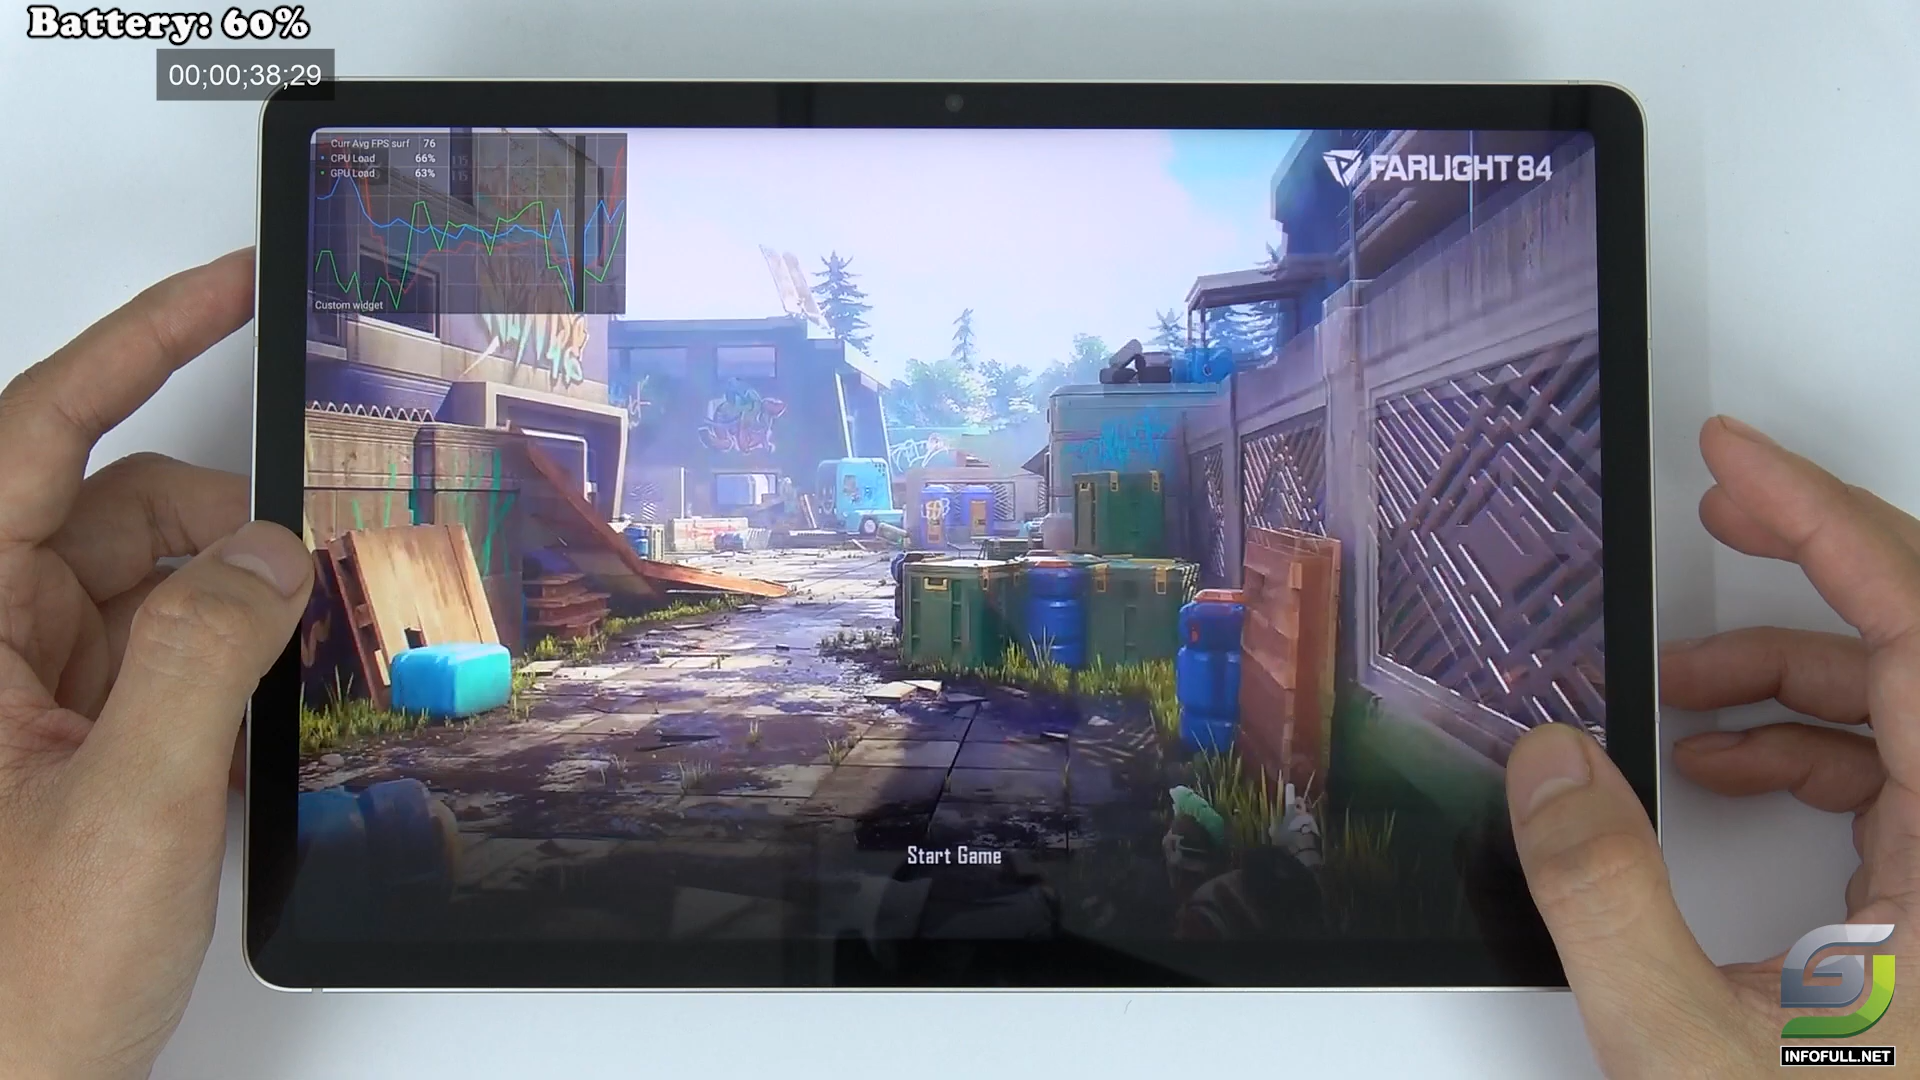 Battery: 60%
00;00;38;29
Curr Avg FPS surf 76
CPU Load 66%
GPU Load 63%
Custom widget
FARLIGHT 84
Start Game
INFOFULL.NET